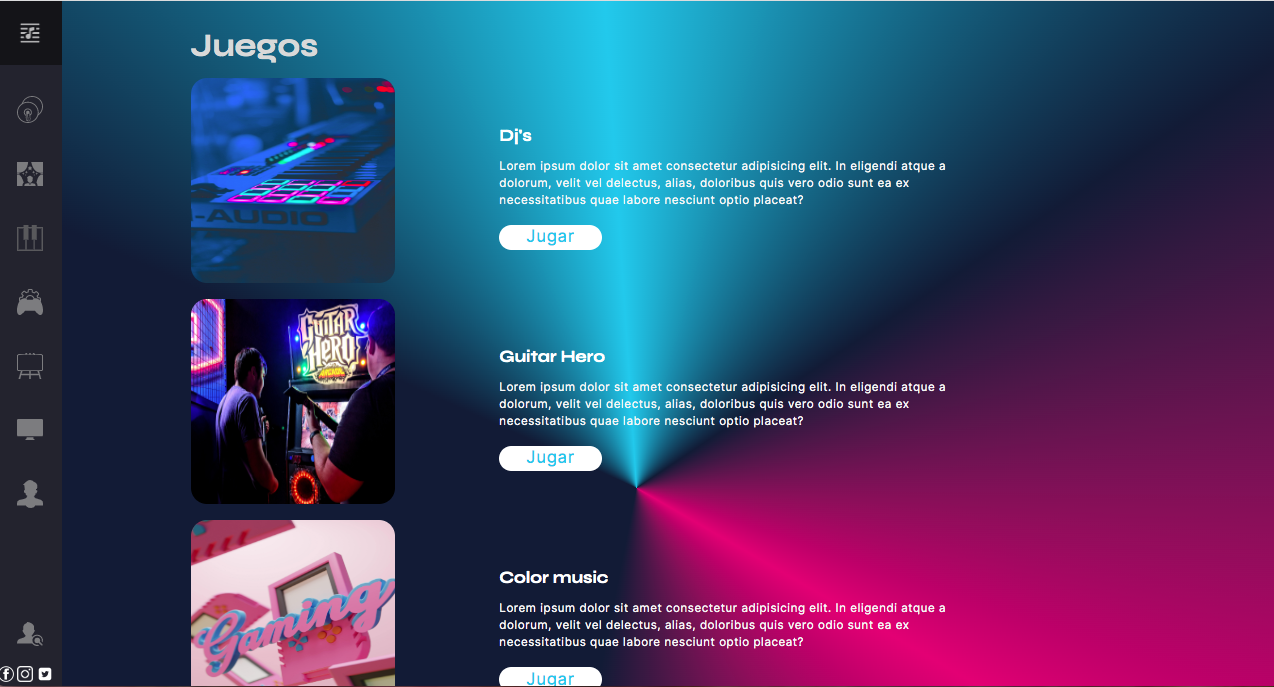 Juegos
-AUDIO
Dj's
Lorem ipsum dolor sit amet consectetur adipisicing elit. In eligendi atque a
dolorum, velit vel delectus, alias, doloribus quis vero odio sunt ea ex
necessitatibus quae labore nesciunt optio placeat?
Jugar
GUITAR
HERO
ARCADE
Guitar Hero
Lorem ipsum dolor sit amet consectetur adipisicing elit. In eligendi atque a
dolorum, velit vel delectus, alias, doloribus quis vero odio sunt ea ex
necessitatibus quae labore nesciunt optio placeat?
Jugar
Gaming
Color music
Lorem ipsum dolor sit amet consectetur adipisicing elit. In eligendi atque a
dolorum, velit vel delectus, alias, doloribus quis vero odio sunt ea ex
necessitatibus quae labore nesciunt optio placeat?
Jugar